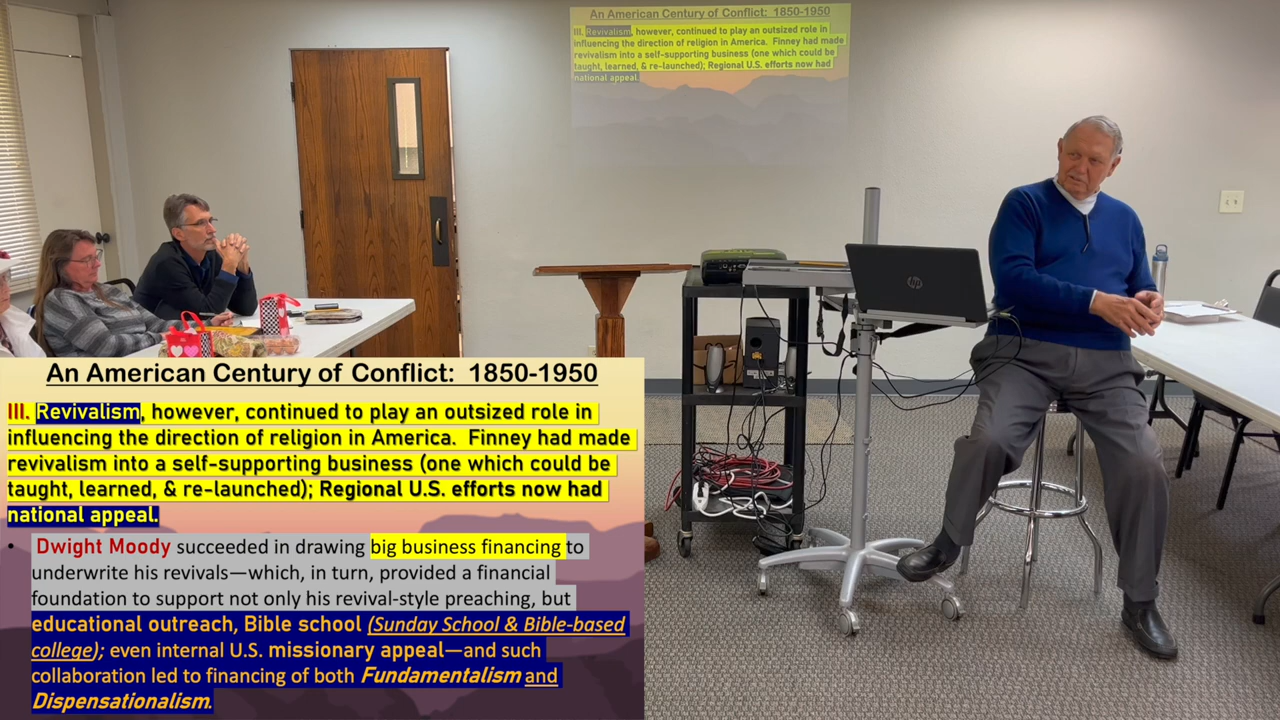 An American Century of Conflict: 1850-1950
III. Revivalism, however, continued to play an outsized role in
influencing the direction of religion in America. Finney had made
revivalism into a self-supporting business (one which could be
taught, learned, & re-launched); Regional U.S. efforts now had
national appeal.
hp
An American Century of Conflict: 1850-1950
III. Revivalism, however, continued to play an outsized role in
influencing the direction of religion in America. Finney had made
revivalism into a self-supporting business (one which could be
taught, learned, & re-launched); Regional U.S. efforts now had
national appeal.
• Dwight Moody succeeded in drawing big business financing to
underwrite his revivals—which, in turn, provided a financial
foundation to support not only his revival-style preaching, but
educational outreach, Bible school (Sunday School & Bible-based
college); even internal U.S. missionary appeal—and such
collaboration led to financing of both Fundamentalism and
Dispensationalism.